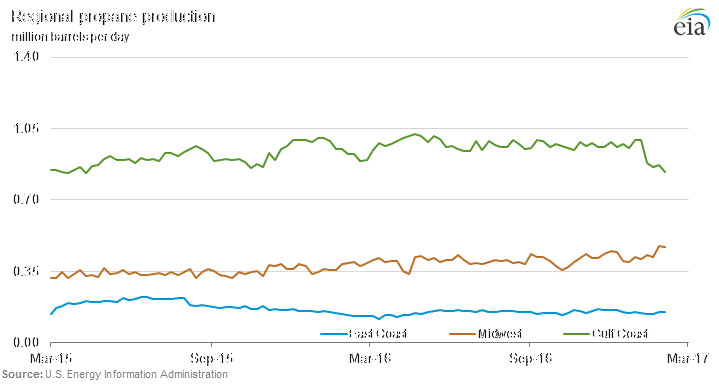 Regional propane production
million barrels per day
eia
1.40
1.05
0.70
0.35
0.00
East Coast Midwest Gulf Coast
Mar-15 Sep-15 Mar-16 Sep-16 Mar-17
Source: U.S. Energy Information Administration